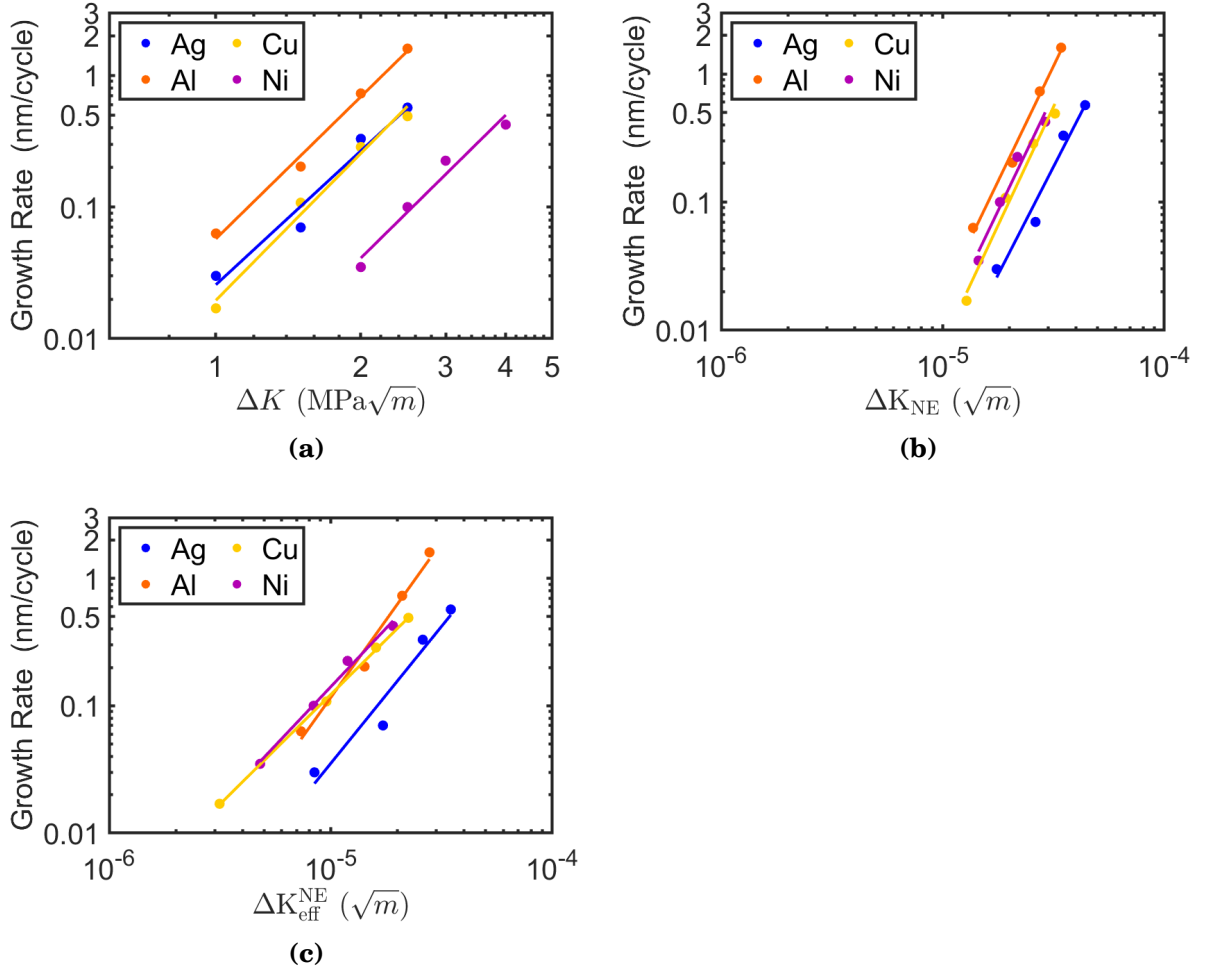 Growth Rate (nm/cycle)
3
2
1
0.5
0.1
0.01
Ag Cu
Al Ni
1 2 3 4 5
ΔK (MPa√m)
(a)
Growth Rate (nm/cycle)
3
2
1
0.5
0.1
0.01
Ag Cu
Al Ni
10^-6 10^-5 10^-4
ΔK_NE (√m)
(b)
Growth Rate (nm/cycle)
3
2
1
0.5
0.1
0.01
Ag Cu
Al Ni
10^-6 10^-5 10^-4
ΔK_eff^NE (√m)
(c)